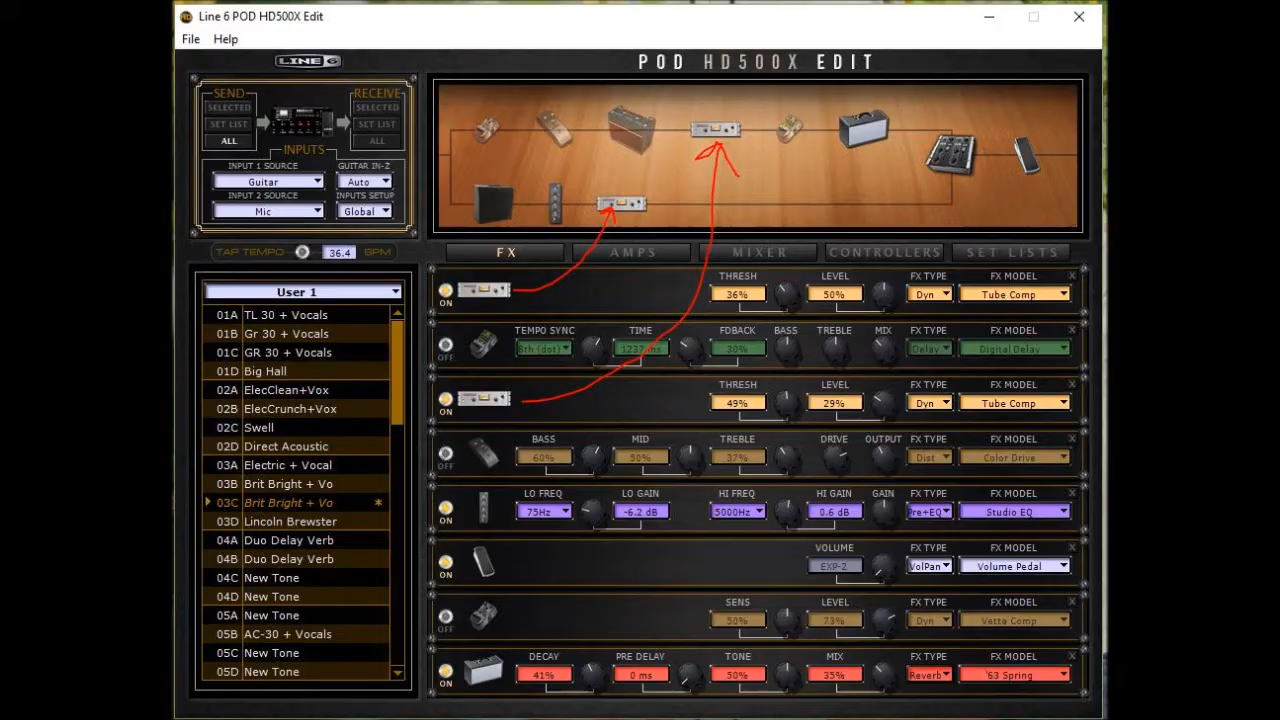 Line 6 POD HD500X Edit
File Help
LINE 6
POD HD500X EDIT
SEND RECEIVE
SELECTED SELECTED
SET LIST SET LIST
ALL ALL
INPUTS
INPUT 1 SOURCE GUITAR IN-Z
Guitar Auto
INPUT 2 SOURCE INPUTS SETUP
Mic Global
TAP TEMPO 36.4 BPM
FX AMPS MIXER CONTROLLERS SET LISTS
User 1
01A TL 30 + Vocals
01B Gr 30 + Vocals
01C GR 30 + Vocals
01D Big Hall
02A ElecClean+Vox
02B ElecCrunch+Vox
02C Swell
02D Direct Acoustic
03A Electric + Vocal
03B Brit Bright + Vo
03C Brit Bright + Vo *
03D Lincoln Brewster
04A Duo Delay Verb
04B Duo Delay Verb
04C New Tone
04D New Tone
05A New Tone
05B AC-30 + Vocals
05C New Tone
05D New Tone
THRESH LEVEL FX TYPE FX MODEL X
ON 36% 50% Dyn Tube Comp
TEMPO SYNC TIME FDBACK BASS TREBLE MIX FX TYPE FX MODEL X
OFF 8th (dot) 1237 ms 30% Delay Digital Delay
THRESH LEVEL FX TYPE FX MODEL X
ON 49% 29% Dyn Tube Comp
BASS MID TREBLE DRIVE OUTPUT FX TYPE FX MODEL X
OFF 60% 50% 37% Dist Color Drive
LO FREQ LO GAIN HI FREQ HI GAIN GAIN FX TYPE FX MODEL X
ON 75Hz -6.2 dB 5000Hz 0.6 dB Pre+EQ Studio EQ
VOLUME FX TYPE FX MODEL X
ON EXP-2 VolPan Volume Pedal
SENS LEVEL FX TYPE FX MODEL X
OFF 50% 73% Dyn Vetta Comp
DECAY PRE DELAY TONE MIX FX TYPE FX MODEL X
ON 41% 0 ms 50% 35% Reverb '63 Spring